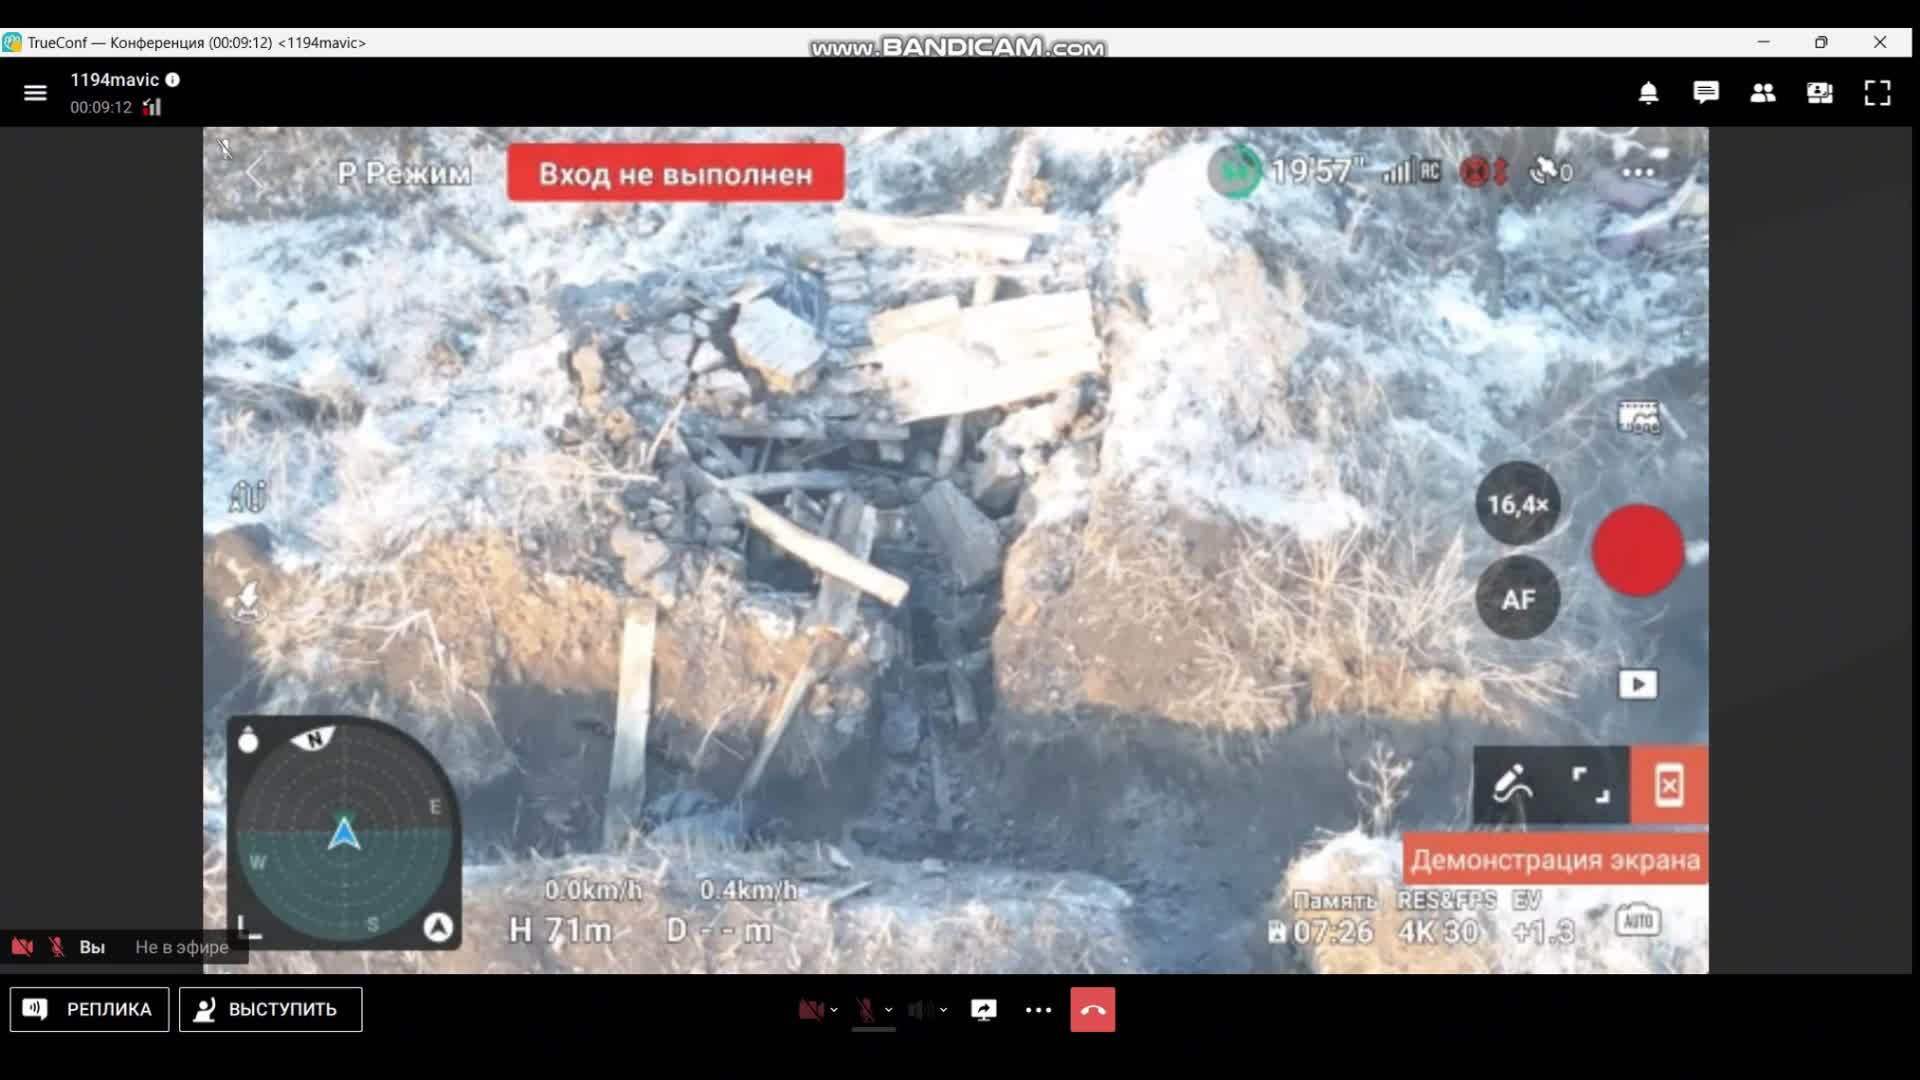 TrueConf — Конференция (00:09:12) <1194mavic>
www.BANDICAM.com
1194mavic
00:09:12
Р Режим
Вход не выполнен
19'57"
RC
0
16,4×
AF
N
E
W
S
Демонстрация экрана
0.0km/h 0.4km/h
H 71m D - - m
Память RES&FPS EV
07:26 4K 30 +1.3
AUTO
Вы Не в эфире
РЕПЛИКА
ВЫСТУПИТЬ